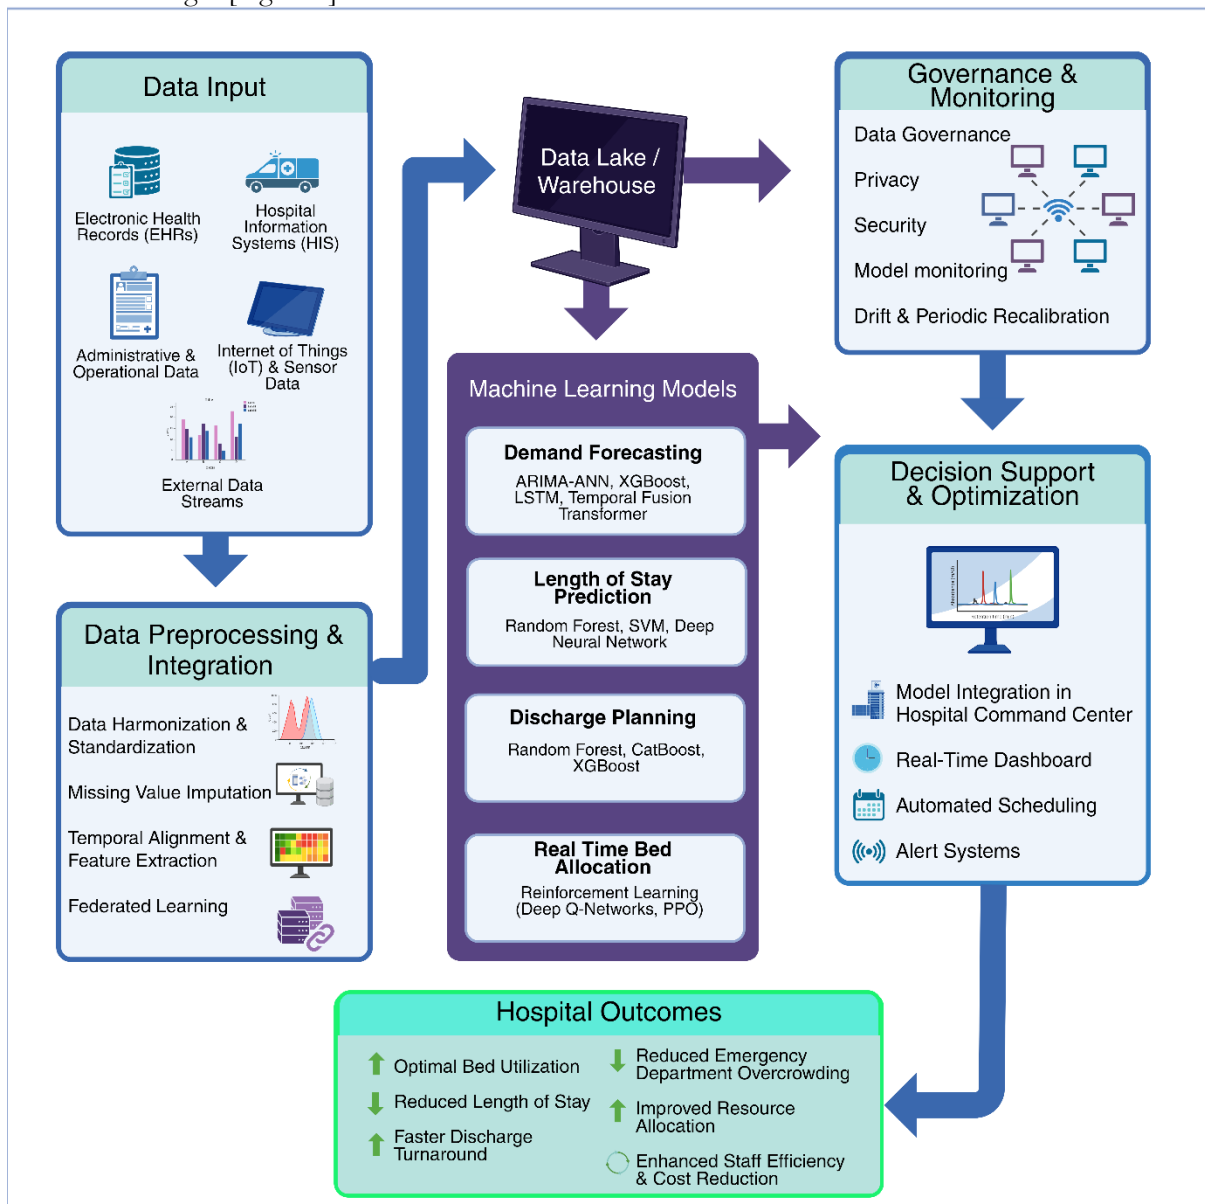 Data Input
Electronic Health
Records (EHRs)
Hospital
Information
Systems (HIS)
Administrative &
Operational Data
Internet of Things
(IoT) & Sensor
Data
External Data
Streams
Data Preprocessing &
Integration
Data Harmonization &
Standardization
Missing Value Imputation
Temporal Alignment &
Feature Extraction
Federated Learning
Data Lake /
Warehouse
Machine Learning Models
Demand Forecasting
ARIMA-ANN, XGBoost,
LSTM, Temporal Fusion
Transformer
Length of Stay
Prediction
Random Forest, SVM, Deep
Neural Network
Discharge Planning
Random Forest, CatBoost,
XGBoost
Real Time Bed
Allocation
Reinforcement Learning
(Deep Q-Networks, PPO)
Governance &
Monitoring
Data Governance
Privacy
Security
Model monitoring
Drift & Periodic Recalibration
Decision Support
& Optimization
Model Integration in
Hospital Command Center
Real-Time Dashboard
Automated Scheduling
Alert Systems
Hospital Outcomes
Optimal Bed Utilization
Reduced Length of Stay
Faster Discharge
Turnaround
Reduced Emergency
Department Overcrowding
Improved Resource
Allocation
Enhanced Staff Efficiency
& Cost Reduction